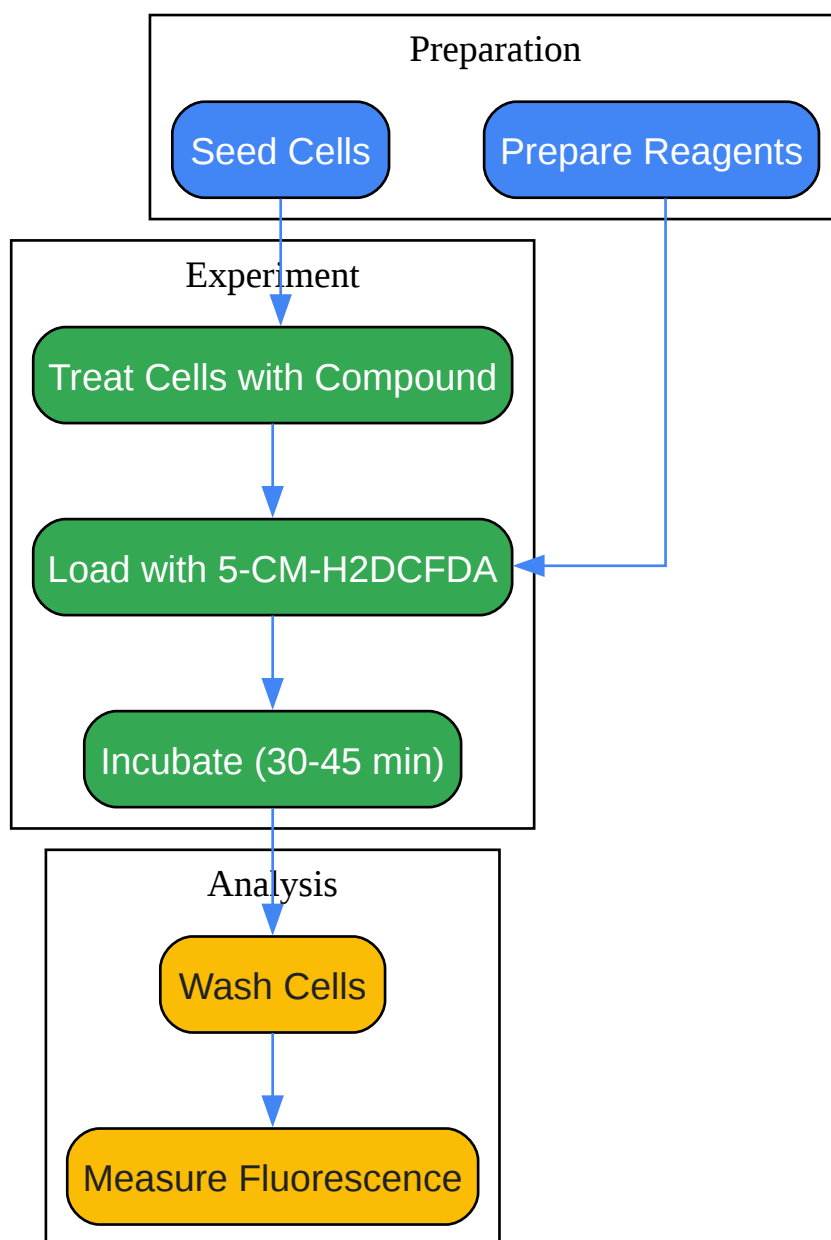 Preparation
Seed Cells
Prepare Reagents
Experiment
Treat Cells with Compound
Load with 5-CM-H2DCFDA
Incubate (30-45 min)
Analysis
Wash Cells
Measure Fluorescence